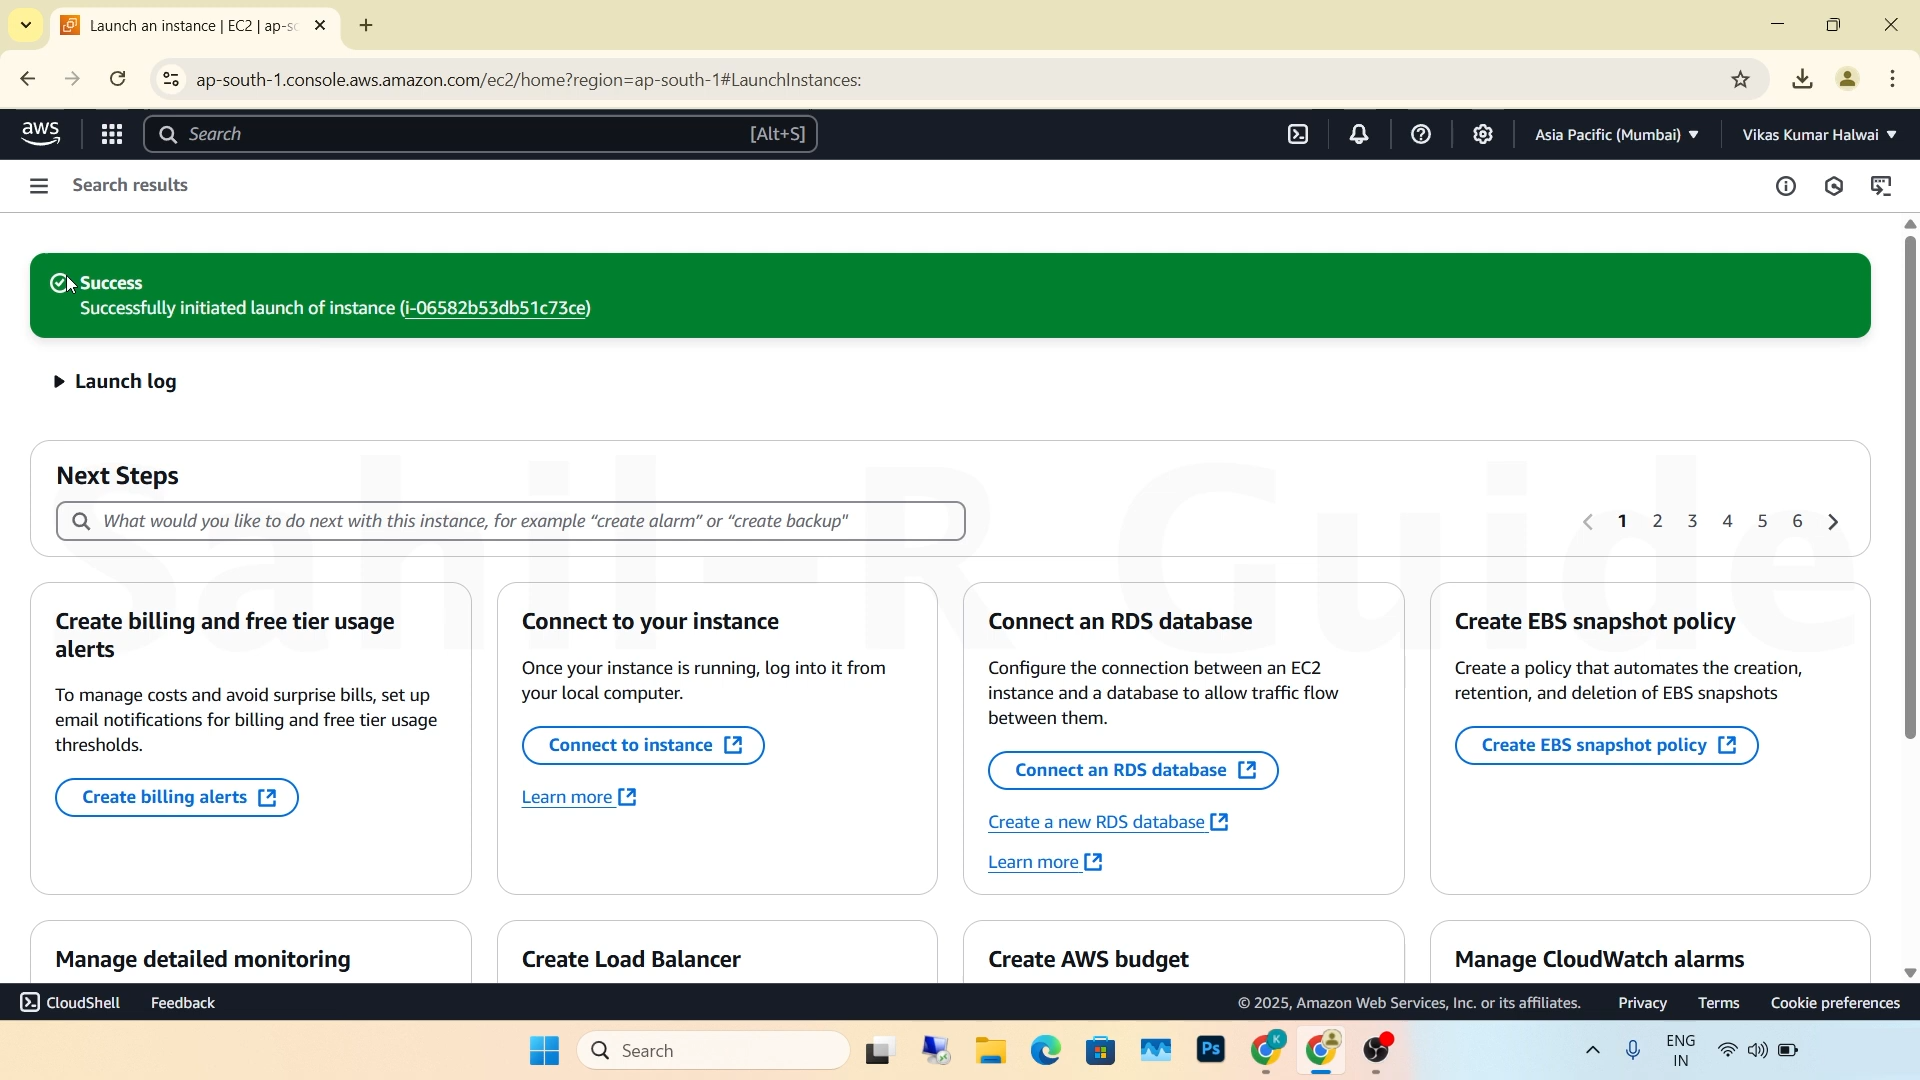 Launch an instance | EC2 | ap-so
ap-south-1.console.aws.amazon.com/ec2/home?region=ap-south-1#LaunchInstances:
aws
Search
[Alt+S]
Asia Pacific (Mumbai)
Vikas Kumar Halwai
Search results
Success
Successfully initiated launch of instance (i-06582b53db51c73ce)
Launch log
Next Steps
What would you like to do next with this instance, for example “create alarm” or “create backup”
1 2 3 4 5 6
Sahil-R Guide
Create billing and free tier usage
alerts
To manage costs and avoid surprise bills, set up
email notifications for billing and free tier usage
thresholds.
Create billing alerts
Connect to your instance
Once your instance is running, log into it from
your local computer.
Connect to instance
Learn more
Connect an RDS database
Configure the connection between an EC2
instance and a database to allow traffic flow
between them.
Connect an RDS database
Create a new RDS database
Learn more
Create EBS snapshot policy
Create a policy that automates the creation,
retention, and deletion of EBS snapshots
Create EBS snapshot policy
Manage detailed monitoring
Create Load Balancer
Create AWS budget
Manage CloudWatch alarms
CloudShell
Feedback
© 2025, Amazon Web Services, Inc. or its affiliates.
Privacy
Terms
Cookie preferences
Search
Ps
K
ENG
IN